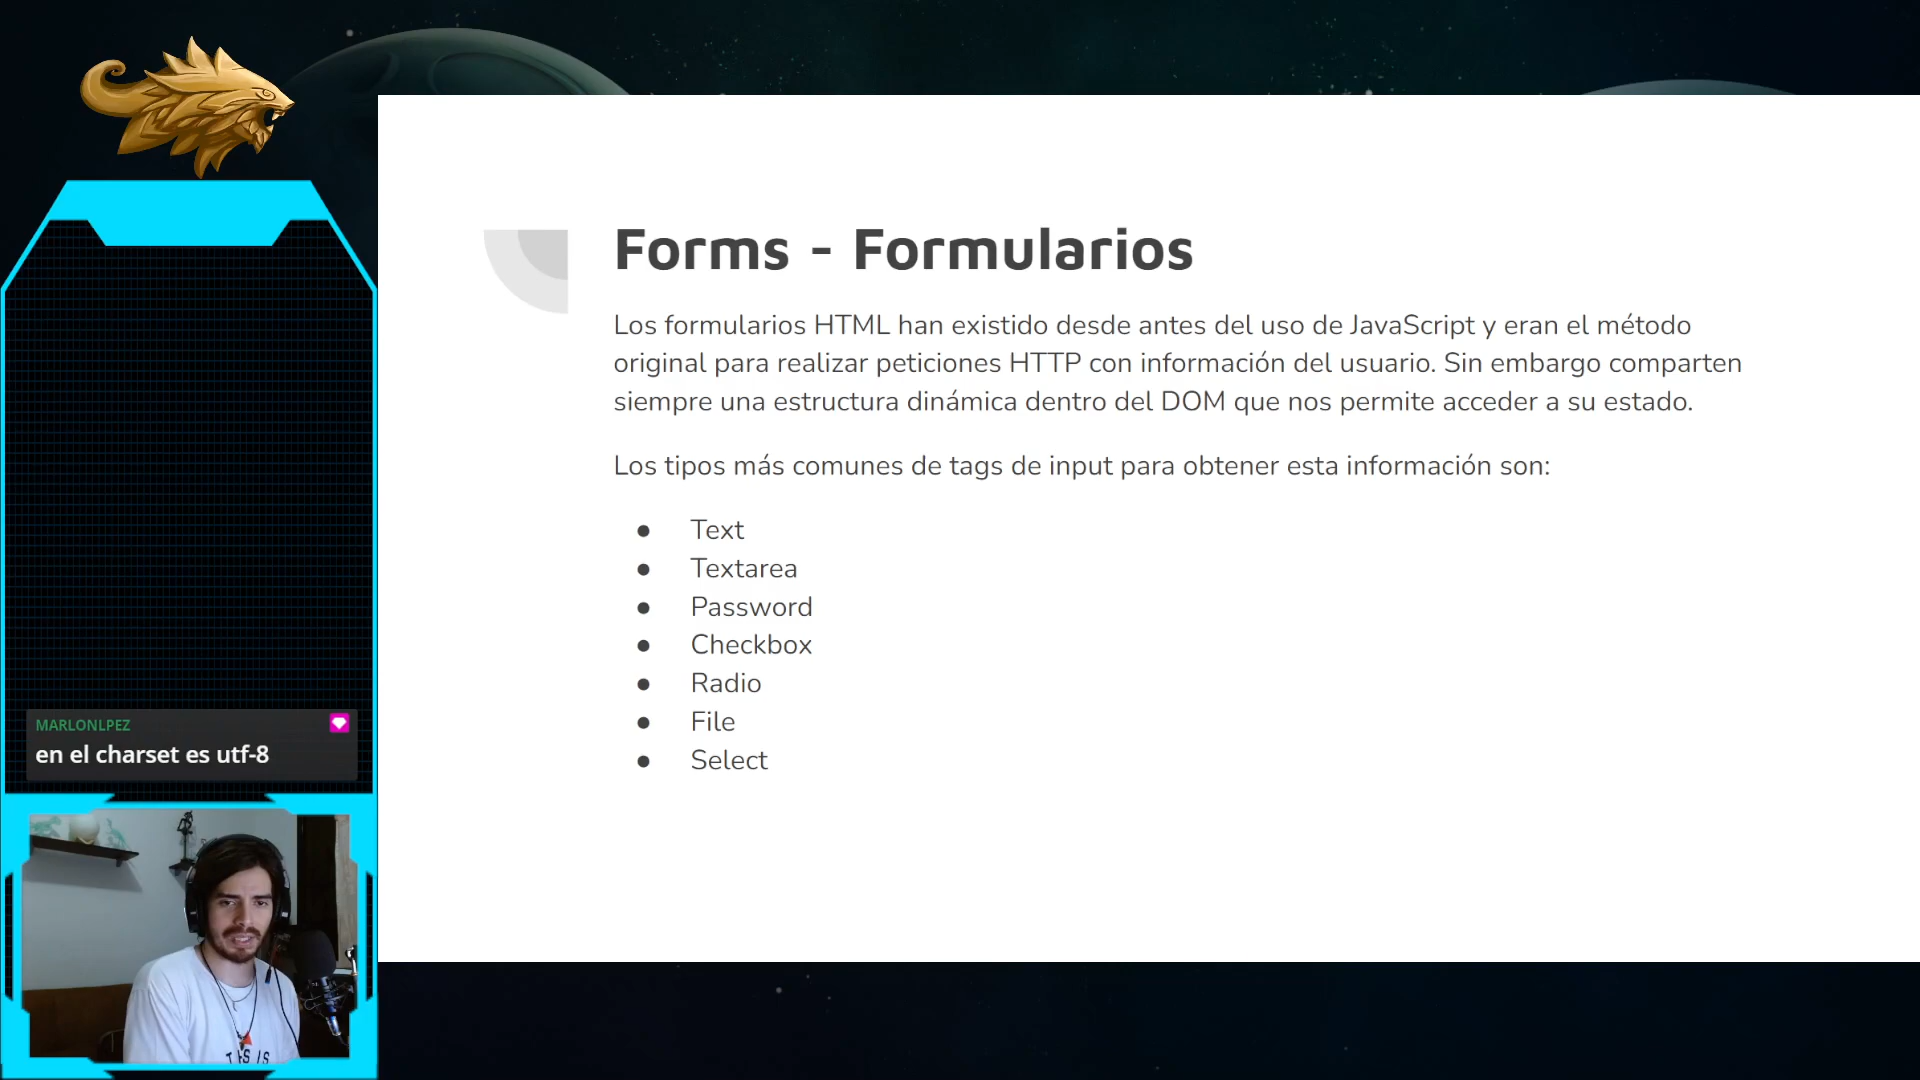 Forms - Formularios
Los formularios HTML han existido desde antes del uso de JavaScript y eran el método
original para realizar peticiones HTTP con información del usuario. Sin embargo comparten
siempre una estructura dinámica dentro del DOM que nos permite acceder a su estado.
Los tipos más comunes de tags de input para obtener esta información son:
● Text
● Textarea
● Password
● Checkbox
● Radio
● File
● Select
MARLONLPEZ
en el charset es utf-8